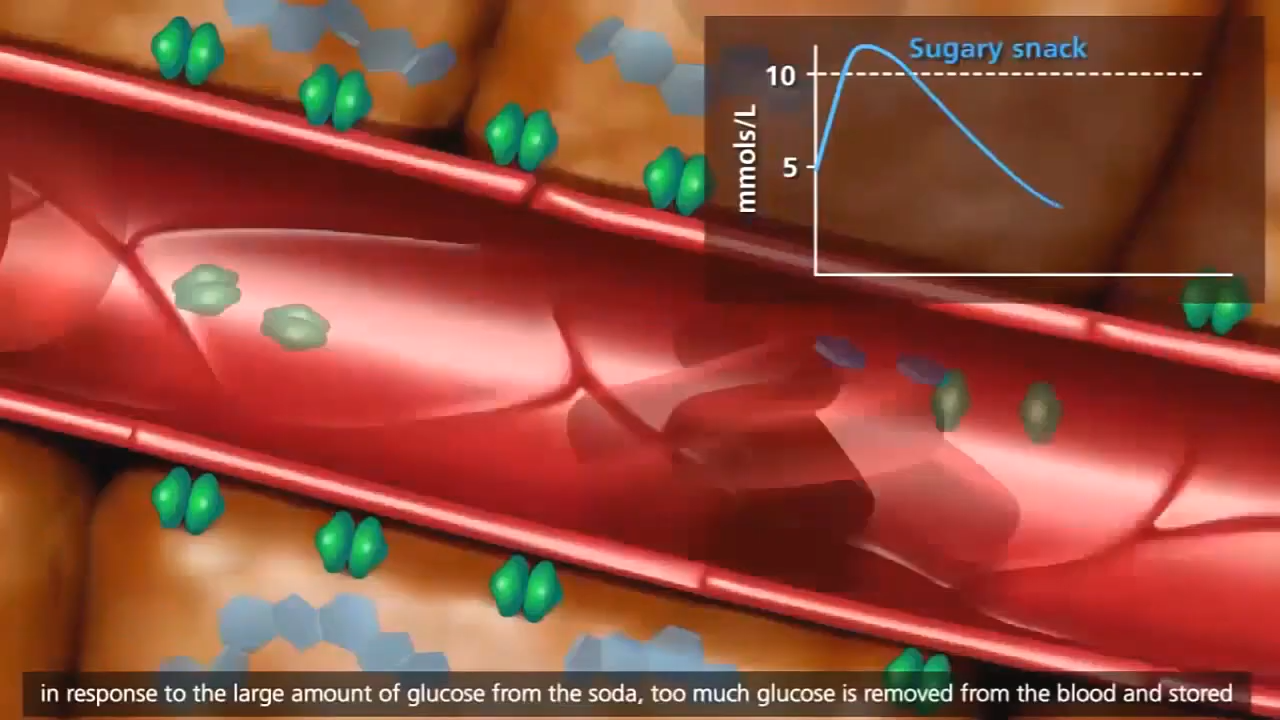 Sugary snack
10
mmols/L
5
in response to the large amount of glucose from the soda, too much glucose is removed from the blood and stored